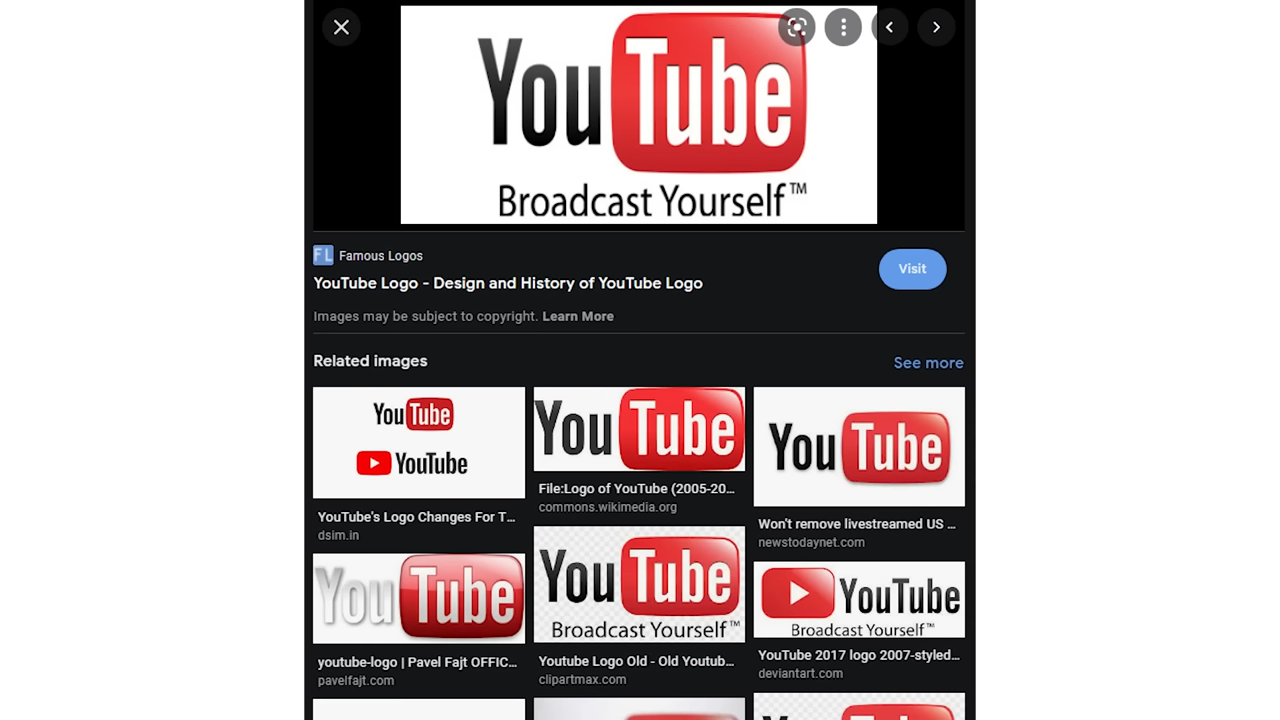 YouTube
Broadcast Yourself™
FL Famous Logos
YouTube Logo - Design and History of YouTube Logo
Visit
Images may be subject to copyright. Learn More
Related images
See more
YouTube
YouTube
YouTube's Logo Changes For T...
dsim.in
YouTube
File:Logo of YouTube (2005-20...
commons.wikimedia.org
YouTube
Won't remove livestreamed US ...
newstodaynet.com
YouTube
youtube-logo | Pavel Fajt OFFIC...
pavelfajt.com
YouTube
Broadcast Yourself™
Youtube Logo Old - Old Youtub...
clipartmax.com
YouTube
Broadcast Yourself™
YouTube 2017 logo 2007-styled...
deviantart.com